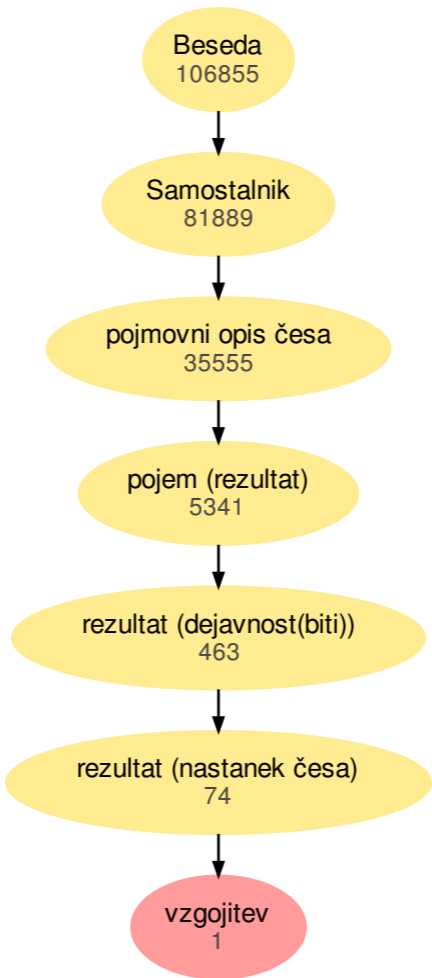 Beseda
106855
Samostalnik
81889
pojmovni opis česa
35555
pojem (rezultat)
5341
rezultat (dejavnost(biti))
463
rezultat (nastanek česa)
74
vzgojitev
1